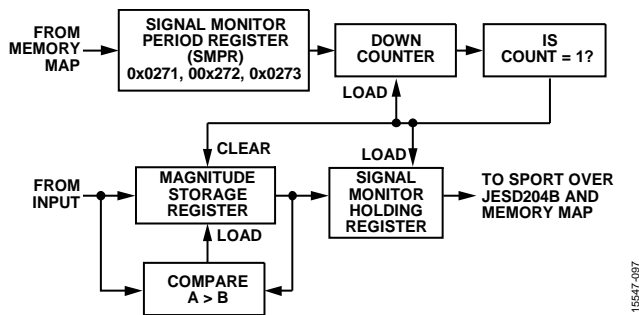 FROM
MEMORY
MAP
SIGNAL MONITOR
PERIOD REGISTER
(SMPR)
0x0271, 00x272, 0x0273
DOWN
COUNTER
IS
COUNT = 1?
LOAD
CLEAR
LOAD
FROM
INPUT
MAGNITUDE
STORAGE
REGISTER
SIGNAL
MONITOR
HOLDING
REGISTER
TO SPORT OVER
JESD204B AND
MEMORY MAP
LOAD
COMPARE
A > B
15547-097